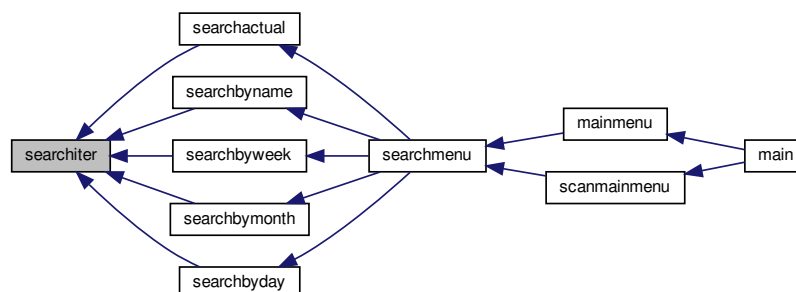 searchactual
searchbyname
searchiter
searchbyweek
searchbymonth
searchbyday
searchmenu
mainmenu
scanmainmenu
main